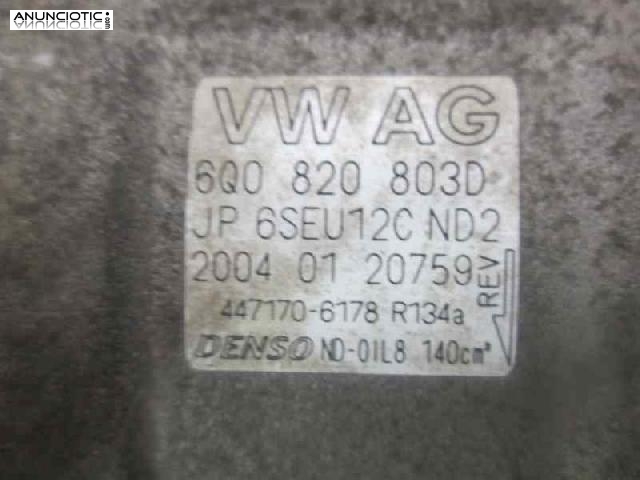 ANUNCIOTIC.com
VW AG
6Q0 820 803D
JP 6SEU12C ND2
2004 01 20759
REV
447170-6178 R134a
DENSO ND-OIL8 140cm³